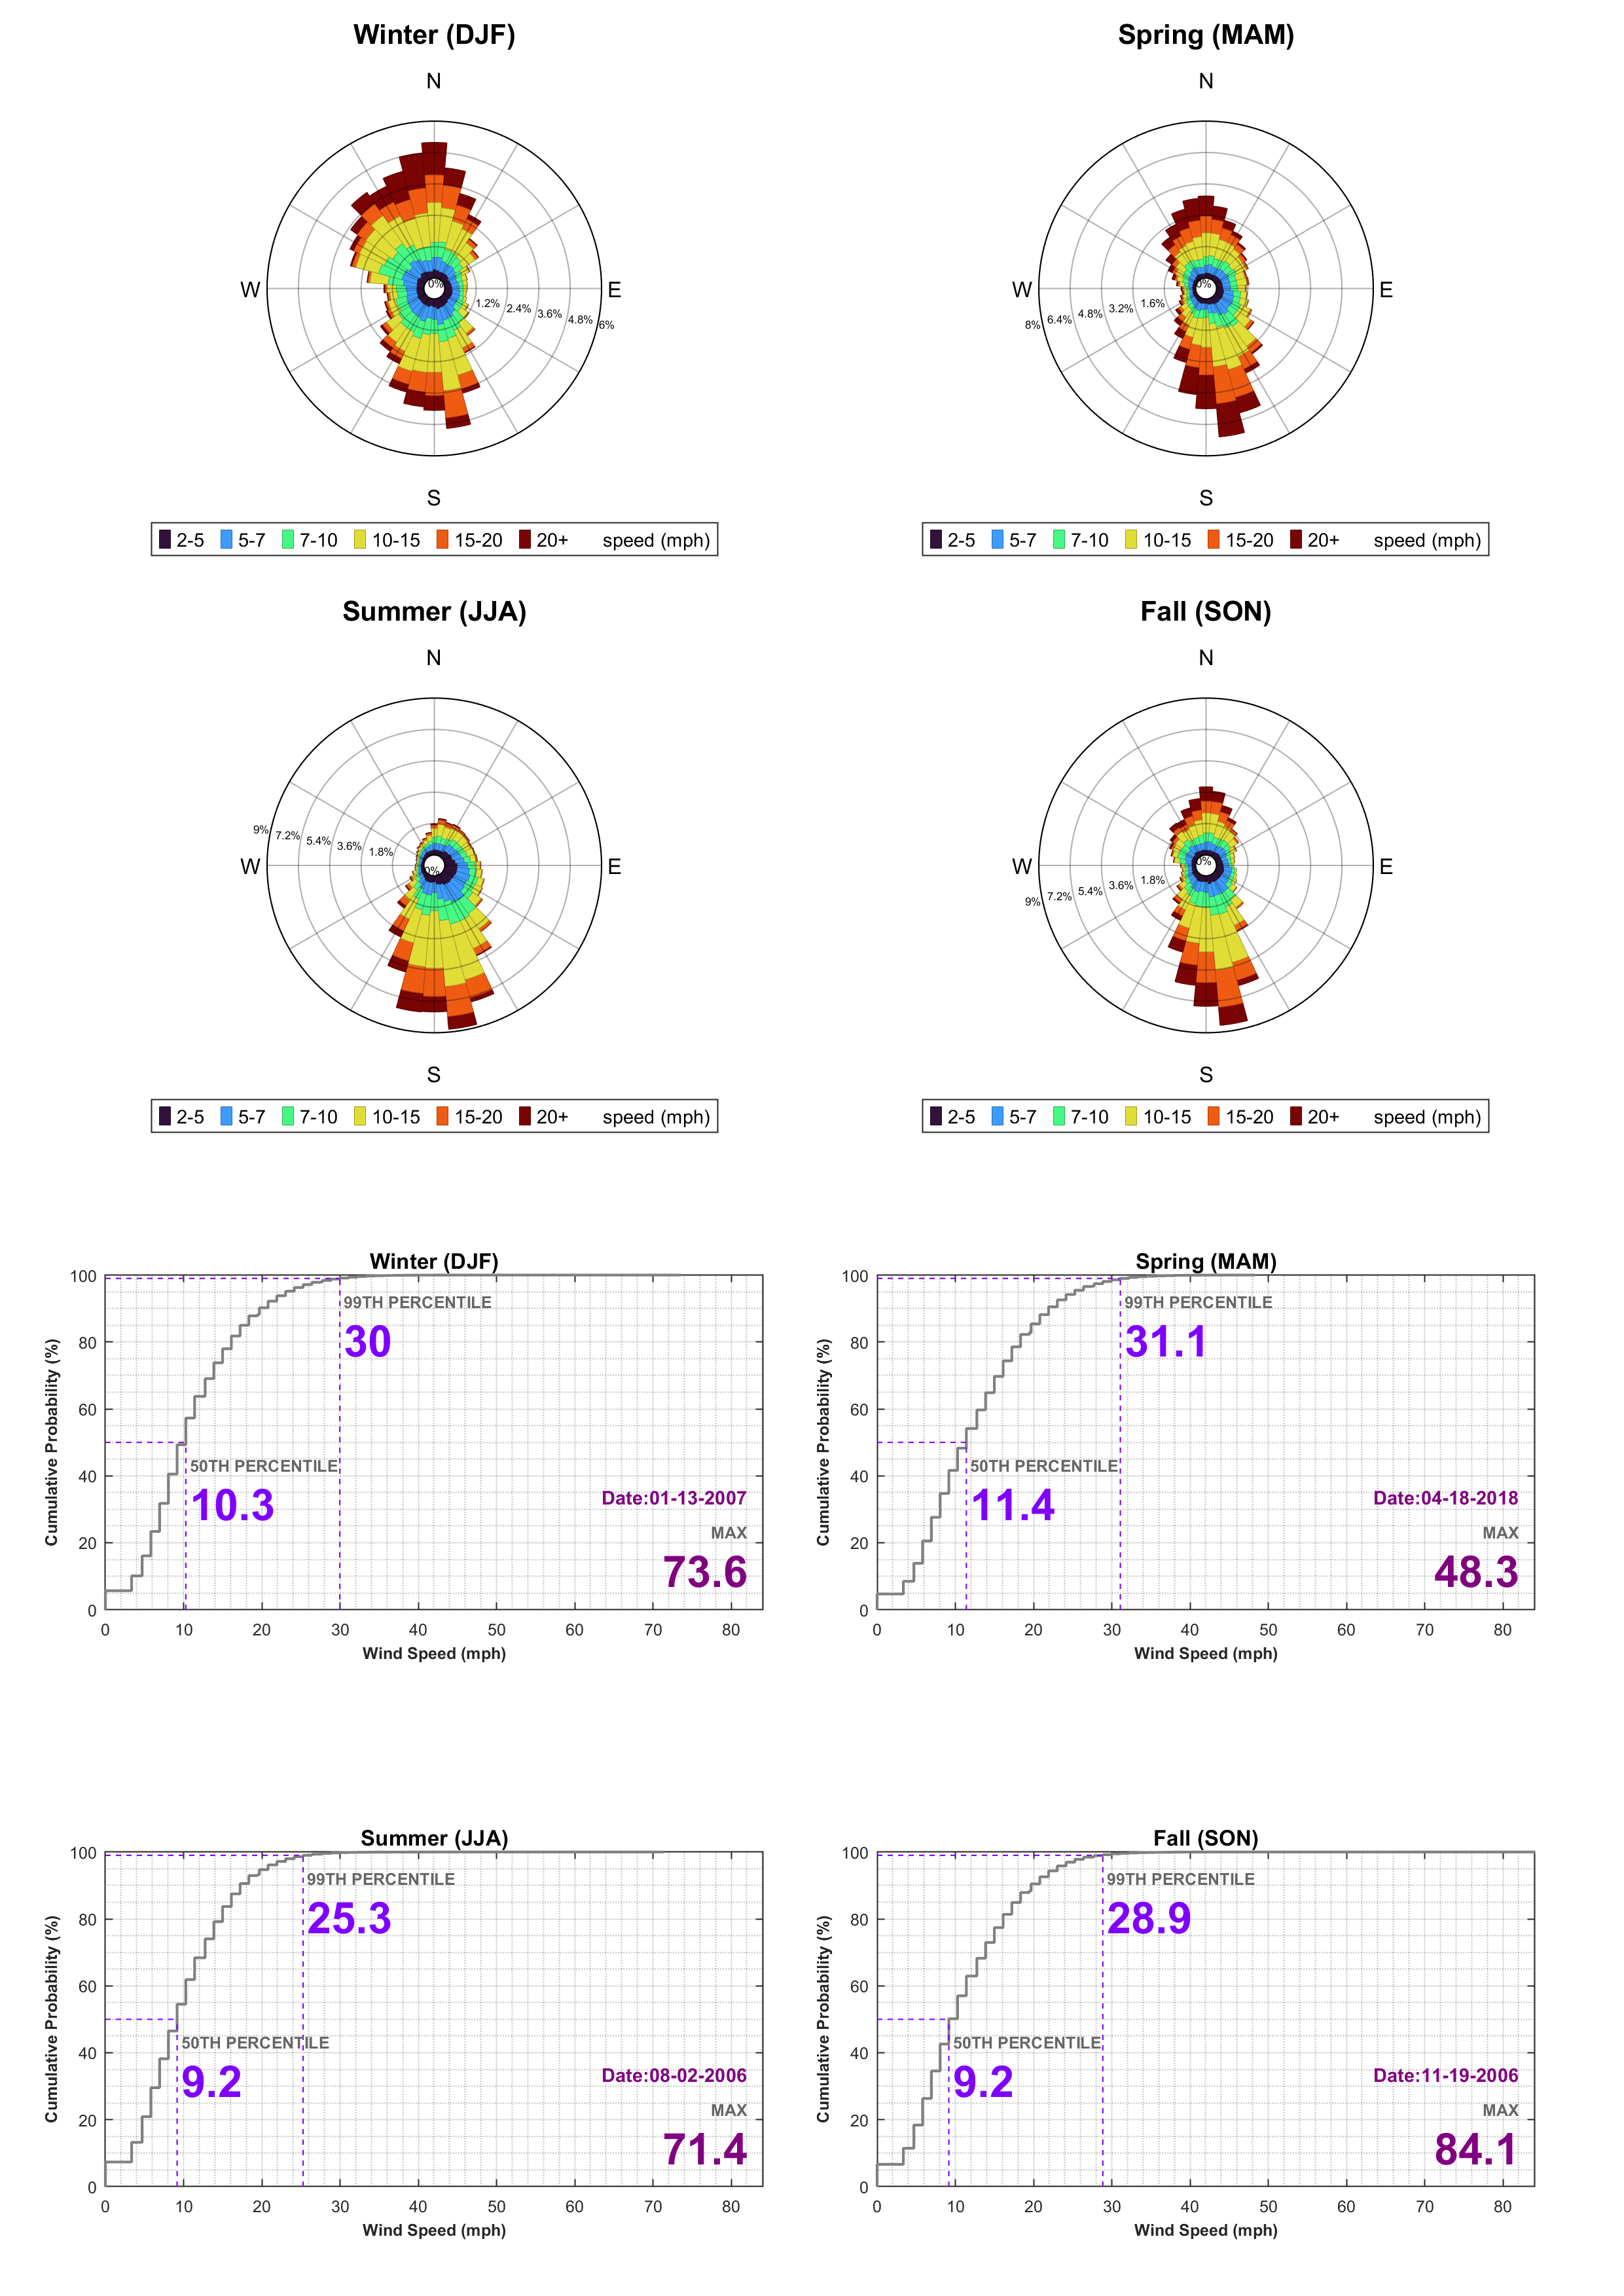 Winter (DJF)
N
W
E
0%
1.2%
2.4%
3.6%
4.8%
6%
S
2-5 5-7 7-10 10-15 15-20 20+ speed (mph)
Spring (MAM)
N
W
E
0%
1.6%
3.2%
4.8%
6.4%
8%
S
2-5 5-7 7-10 10-15 15-20 20+ speed (mph)
Summer (JJA)
N
W
E
9%
7.2%
5.4%
3.6%
1.8%
0%
S
2-5 5-7 7-10 10-15 15-20 20+ speed (mph)
Fall (SON)
N
W
E
0%
1.8%
3.6%
5.4%
7.2%
9%
S
2-5 5-7 7-10 10-15 15-20 20+ speed (mph)
Winter (DJF)
Cumulative Probability (%)
100
80
60
40
20
0
99TH PERCENTILE
30
50TH PERCENTILE
10.3
Date:01-13-2007
MAX
73.6
0 10 20 30 40 50 60 70 80
Wind Speed (mph)
Spring (MAM)
Cumulative Probability (%)
100
80
60
40
20
0
99TH PERCENTILE
31.1
50TH PERCENTILE
11.4
Date:04-18-2018
MAX
48.3
0 10 20 30 40 50 60 70 80
Wind Speed (mph)
Summer (JJA)
Cumulative Probability (%)
100
80
60
40
20
0
99TH PERCENTILE
25.3
50TH PERCENTILE
9.2
Date:08-02-2006
MAX
71.4
0 10 20 30 40 50 60 70 80
Wind Speed (mph)
Fall (SON)
Cumulative Probability (%)
100
80
60
40
20
0
99TH PERCENTILE
28.9
50TH PERCENTILE
9.2
Date:11-19-2006
MAX
84.1
0 10 20 30 40 50 60 70 80
Wind Speed (mph)